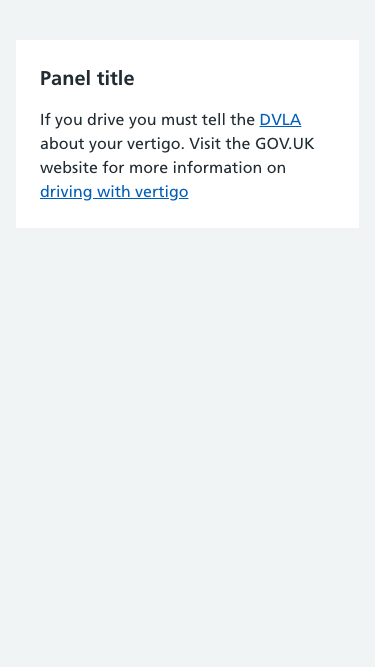 Panel title
If you drive you must tell the DVLA
about your vertigo. Visit the GOV.UK
website for more information on
driving with vertigo